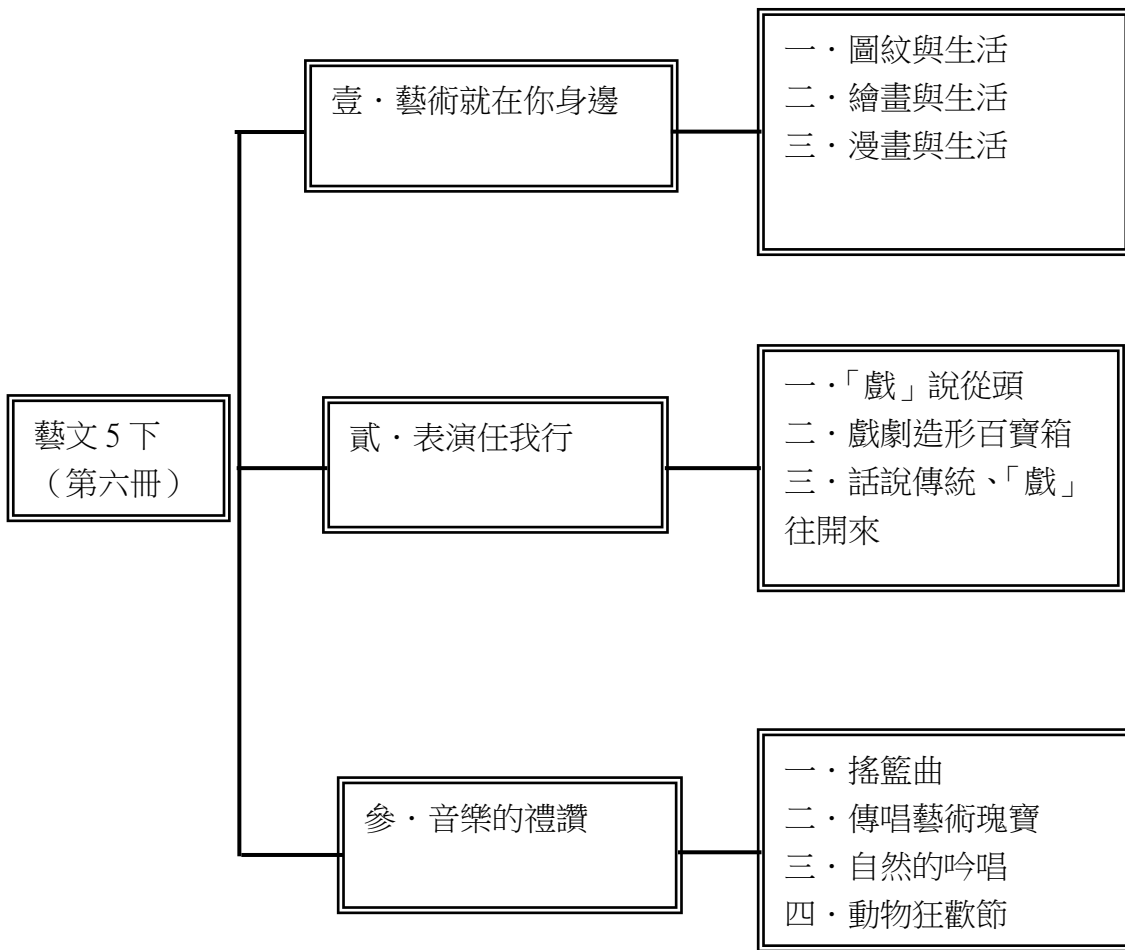 壹．藝術就在你身邊
一．圖紋與生活
二．繪畫與生活
三．漫畫與生活
藝文5下
（第六冊）
貳．表演任我行
一．「戲」說從頭
二．戲劇造形百寶箱
三．話說傳統、「戲」
往開來
參．音樂的禮讚
一．搖籃曲
二．傳唱藝術瑰寶
三．自然的吟唱
四．動物狂歡節